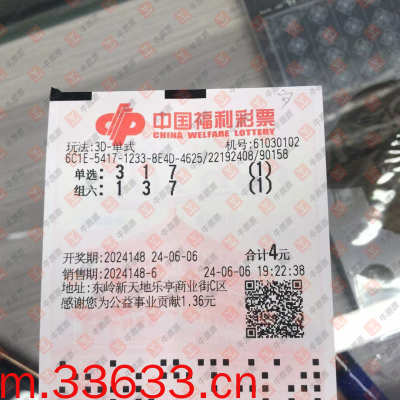 中国福利彩票
CHINA WELFARE LOTTERY
玩法:3D-单式 机号:61030102
6C1E-5417-1233-8E4D-4625/22192408/90158
单选: 3 1 7 (1)
组六: 1 3 7 (1)
开奖期:2024148 24-06-06 合计4元
销售期:2024148-6 24-06-06 19:22:38
地址:东岭新天地乐亭商业街C区
感谢您为公益事业贡献1.36元
m.33633.cn